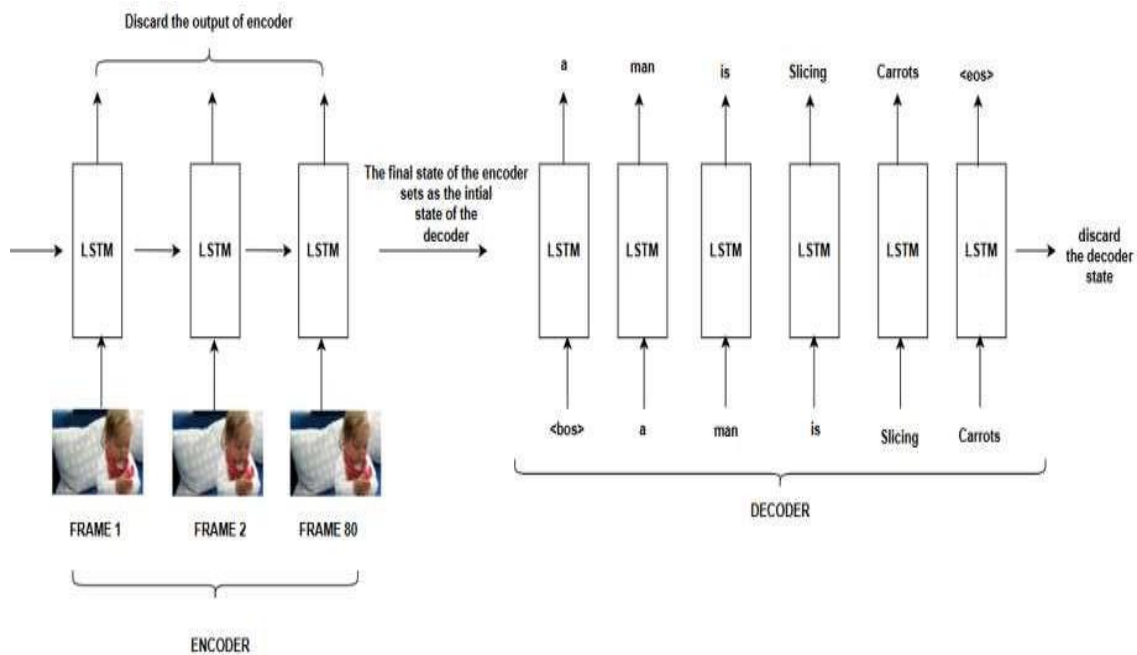 Discard the output of encoder
a
man
is
Slicing
Carrots
<eos>
The final state of the encoder
sets as the intial
state of the
decoder
LSTM
LSTM
LSTM
LSTM
LSTM
LSTM
LSTM
LSTM
LSTM
discard
the decoder
state
<bos>
a
man
is
Slicing
Carrots
DECODER
FRAME 1
FRAME 2
FRAME 80
ENCODER